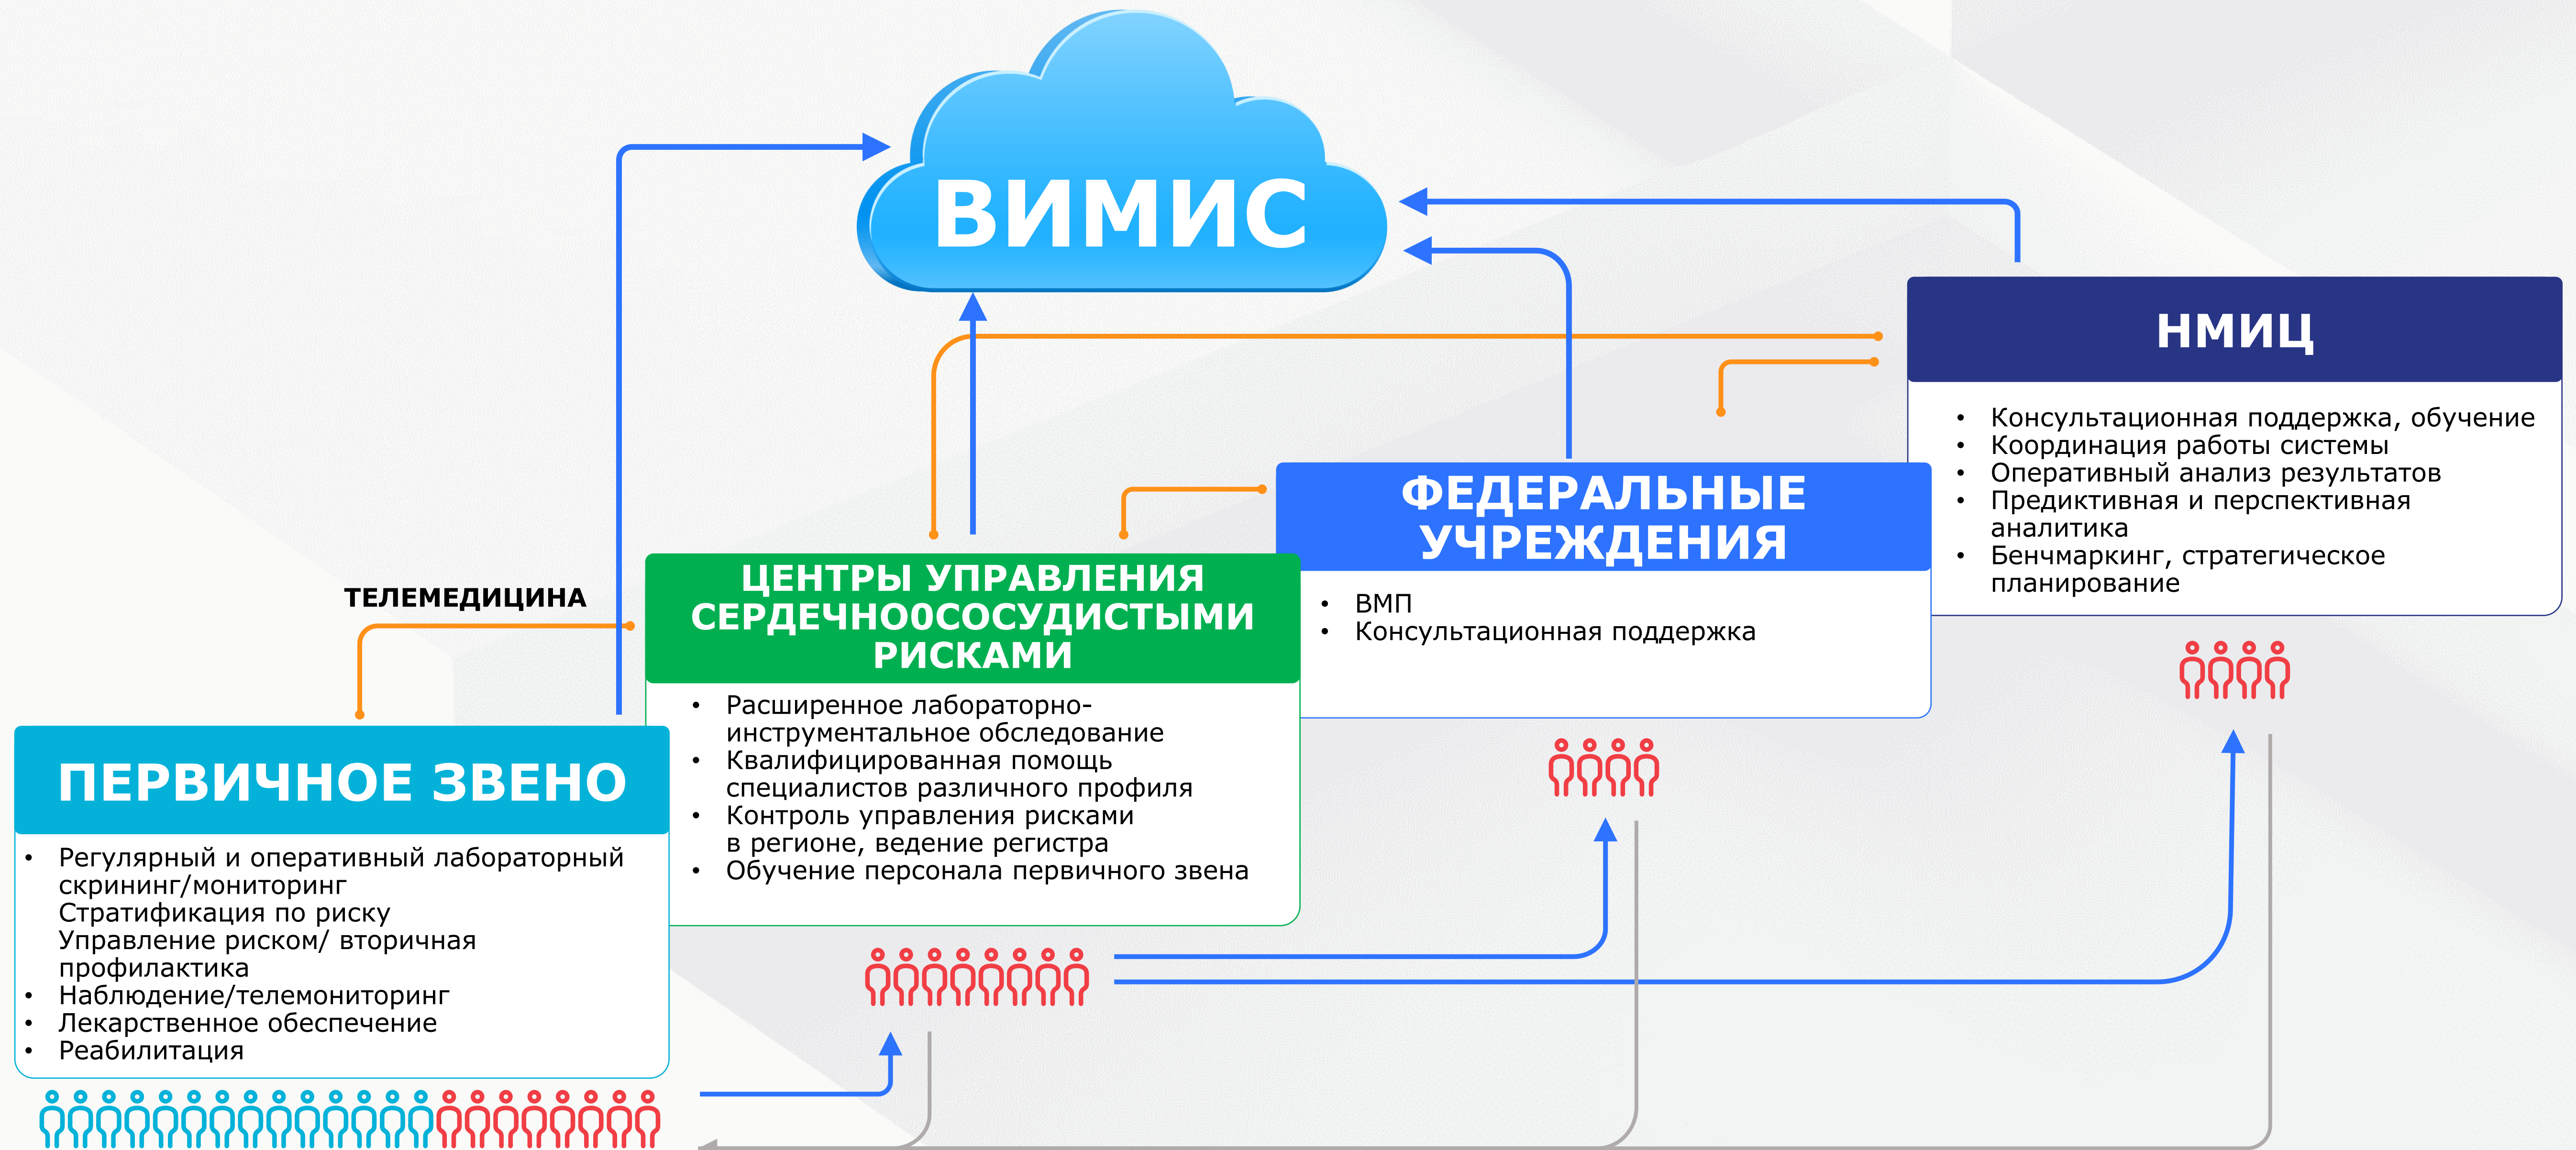 ВИМИС
НМИЦ
• Консультационная поддержка, обучение
• Координация работы системы
• Оперативный анализ результатов
• Предиктивная и перспективная
аналитика
• Бенчмаркинг, стратегическое
планирование
ФЕДЕРАЛЬНЫЕ
УЧРЕЖДЕНИЯ
• ВМП
• Консультационная поддержка
ЦЕНТРЫ УПРАВЛЕНИЯ
СЕРДЕЧНО0СОСУДИСТЫМИ
РИСКАМИ
• Расширенное лабораторно-
инструментальное обследование
• Квалифицированная помощь
специалистов различного профиля
• Контроль управления рисками
в регионе, ведение регистра
• Обучение персонала первичного звена
ТЕЛЕМЕДИЦИНА
ПЕРВИЧНОЕ ЗВЕНО
• Регулярный и оперативный лабораторный
скрининг/мониторинг
Стратификация по риску
Управление риском/ вторичная
профилактика
• Наблюдение/телемониторинг
• Лекарственное обеспечение
• Реабилитация